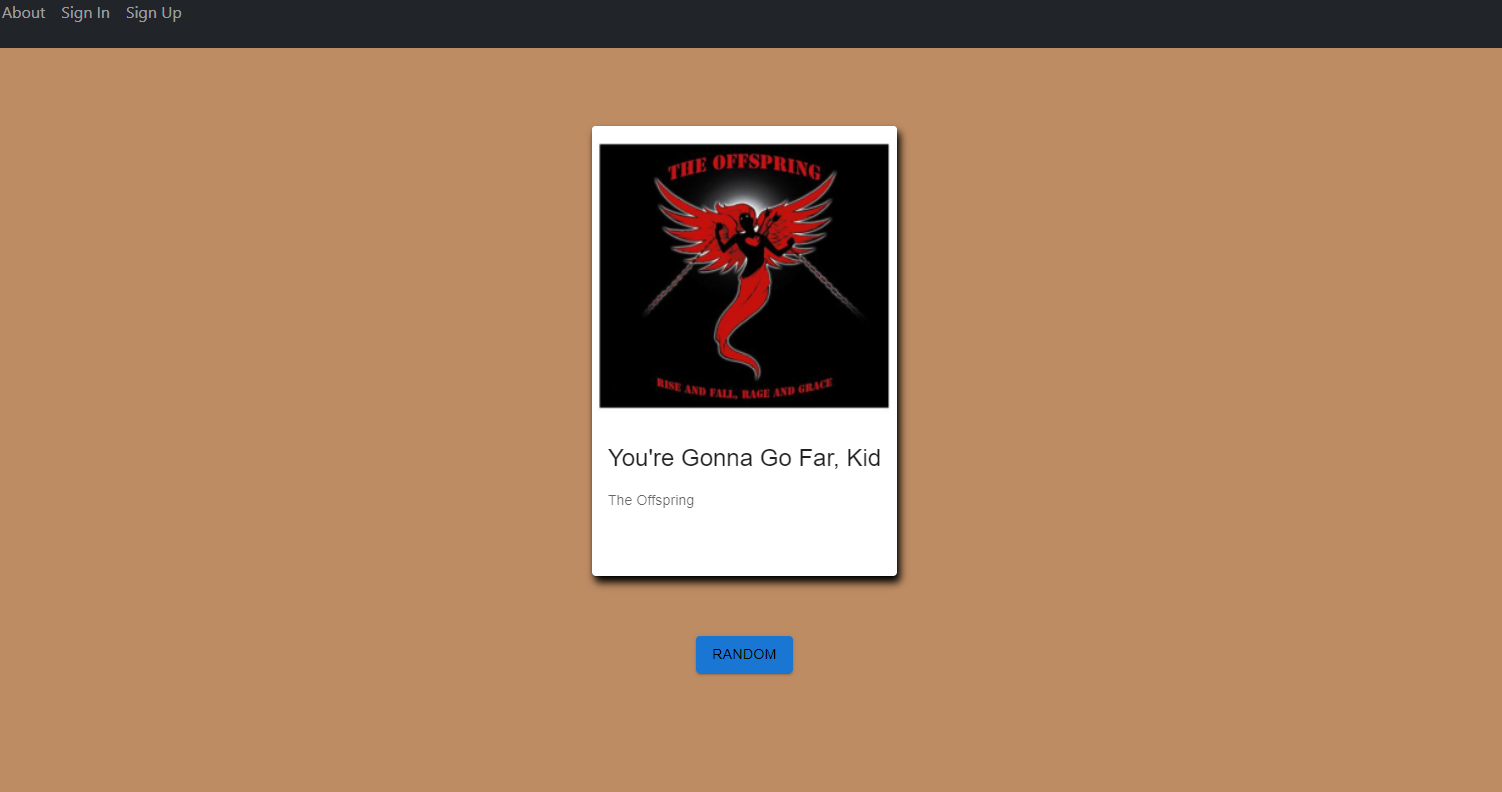 About Sign In Sign Up
THE OFFSPRING
RISE AND FALL, RAGE AND GRACE
You're Gonna Go Far, Kid
The Offspring
RANDOM